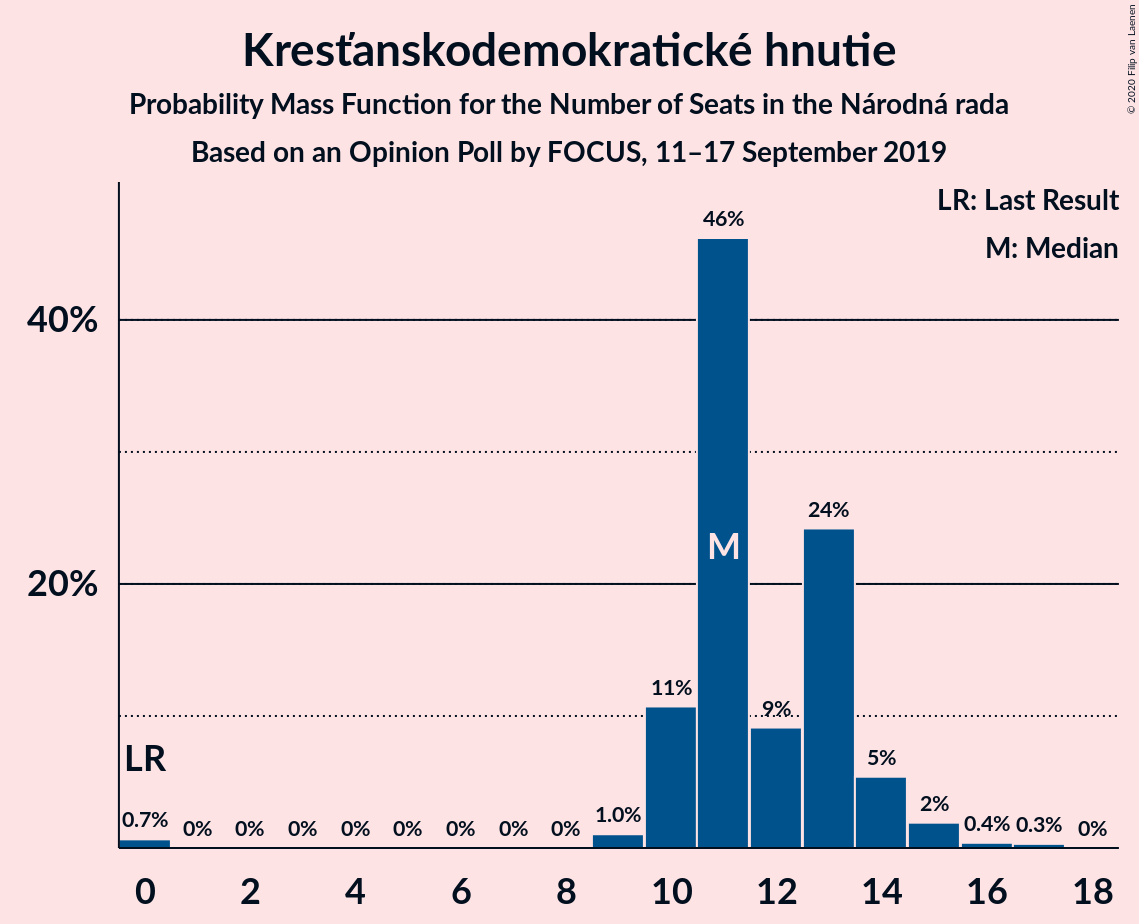 Kresťanskodemokratické hnutie
Probability Mass Function for the Number of Seats in the Národná rada
Based on an Opinion Poll by FOCUS, 11–17 September 2019
© 2020 Filip van Laenen
LR: Last Result
M: Median
40%
20%
46%
24%
11%
9%
5%
2%
1.0%
0.7%
0%
0%
0%
0%
0%
0%
0%
0%
0.4%
0.3%
0%
LR
M
0 2 4 6 8 10 12 14 16 18